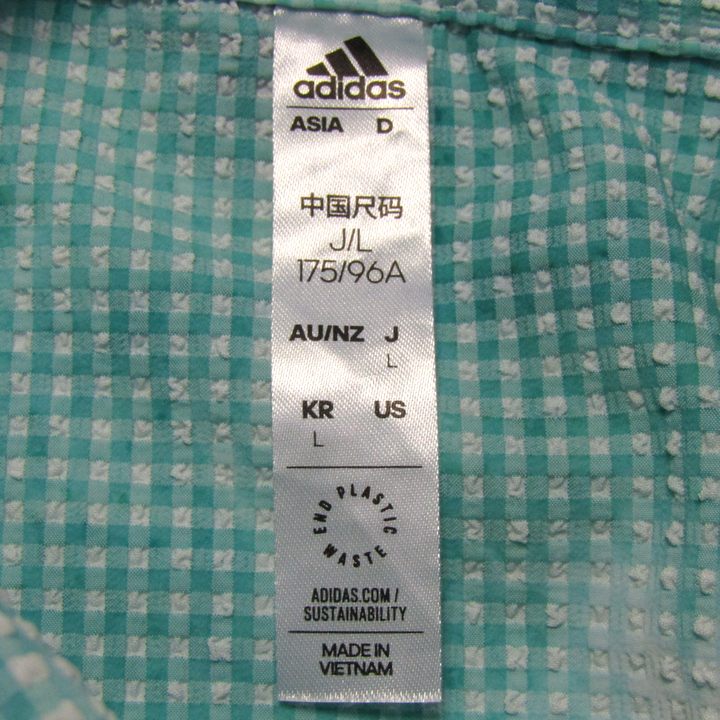 adidas
ASIA D
中国尺码
J/L
175/96A
AU/NZ J
L
KR US
L
END PLASTIC WASTE
ADIDAS.COM/
SUSTAINABILITY
MADE IN
VIETNAM